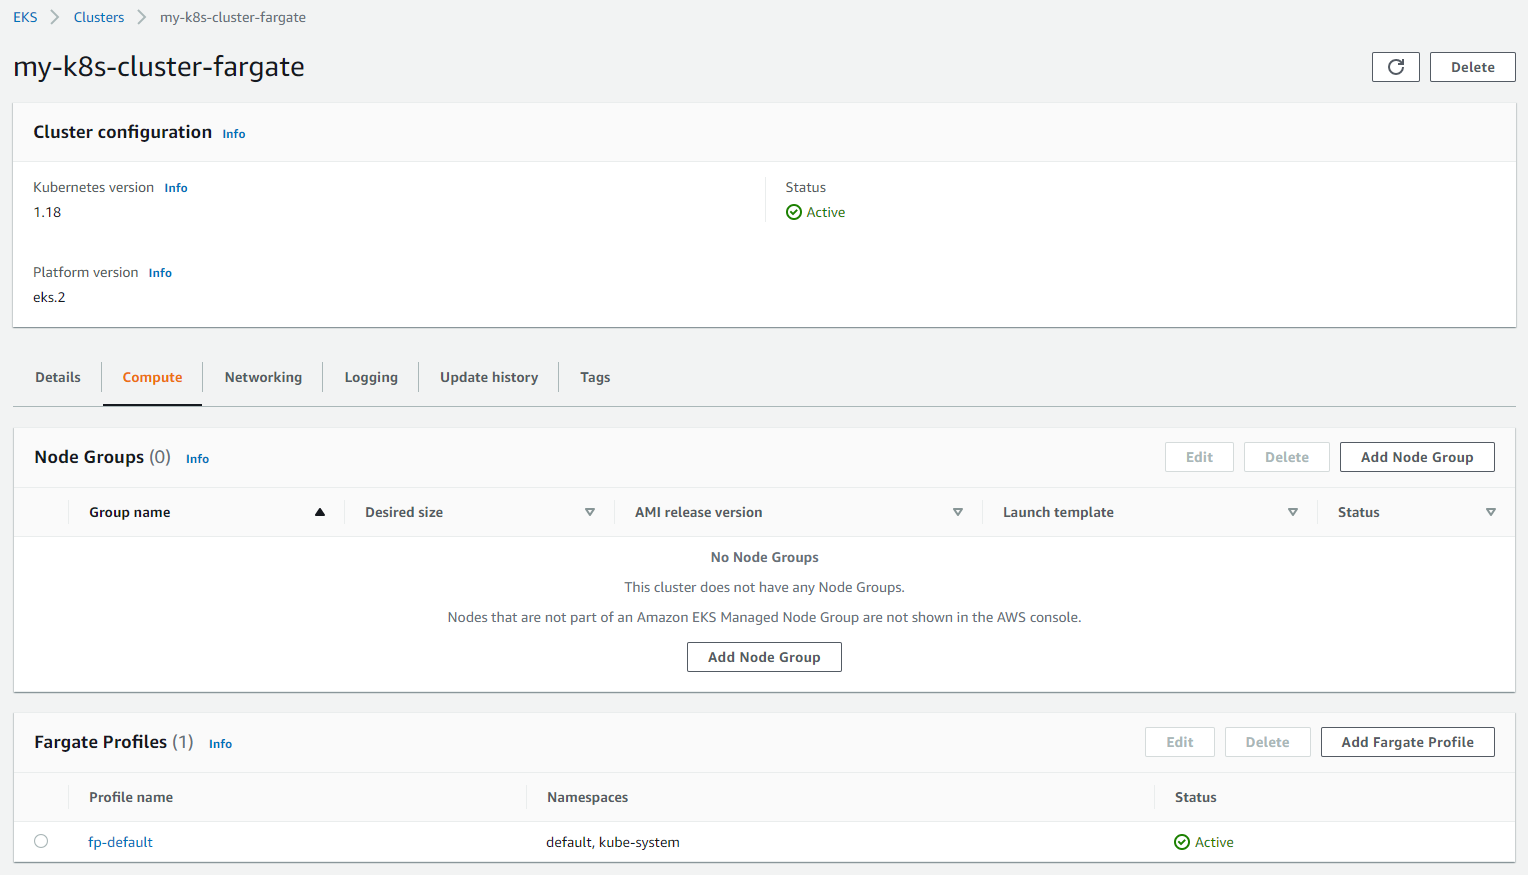 EKS Clusters my-k8s-cluster-fargate
my-k8s-cluster-fargate Delete
Cluster configuration Info
Kubernetes version Info Status
1.18 Active
Platform version Info
eks.2
Details Compute Networking Logging Update history Tags
Node Groups (0) Info Edit Delete Add Node Group
Group name Desired size AMI release version Launch template Status
No Node Groups
This cluster does not have any Node Groups.
Nodes that are not part of an Amazon EKS Managed Node Group are not shown in the AWS console.
Add Node Group
Fargate Profiles (1) Info Edit Delete Add Fargate Profile
Profile name Namespaces Status
fp-default default, kube-system Active